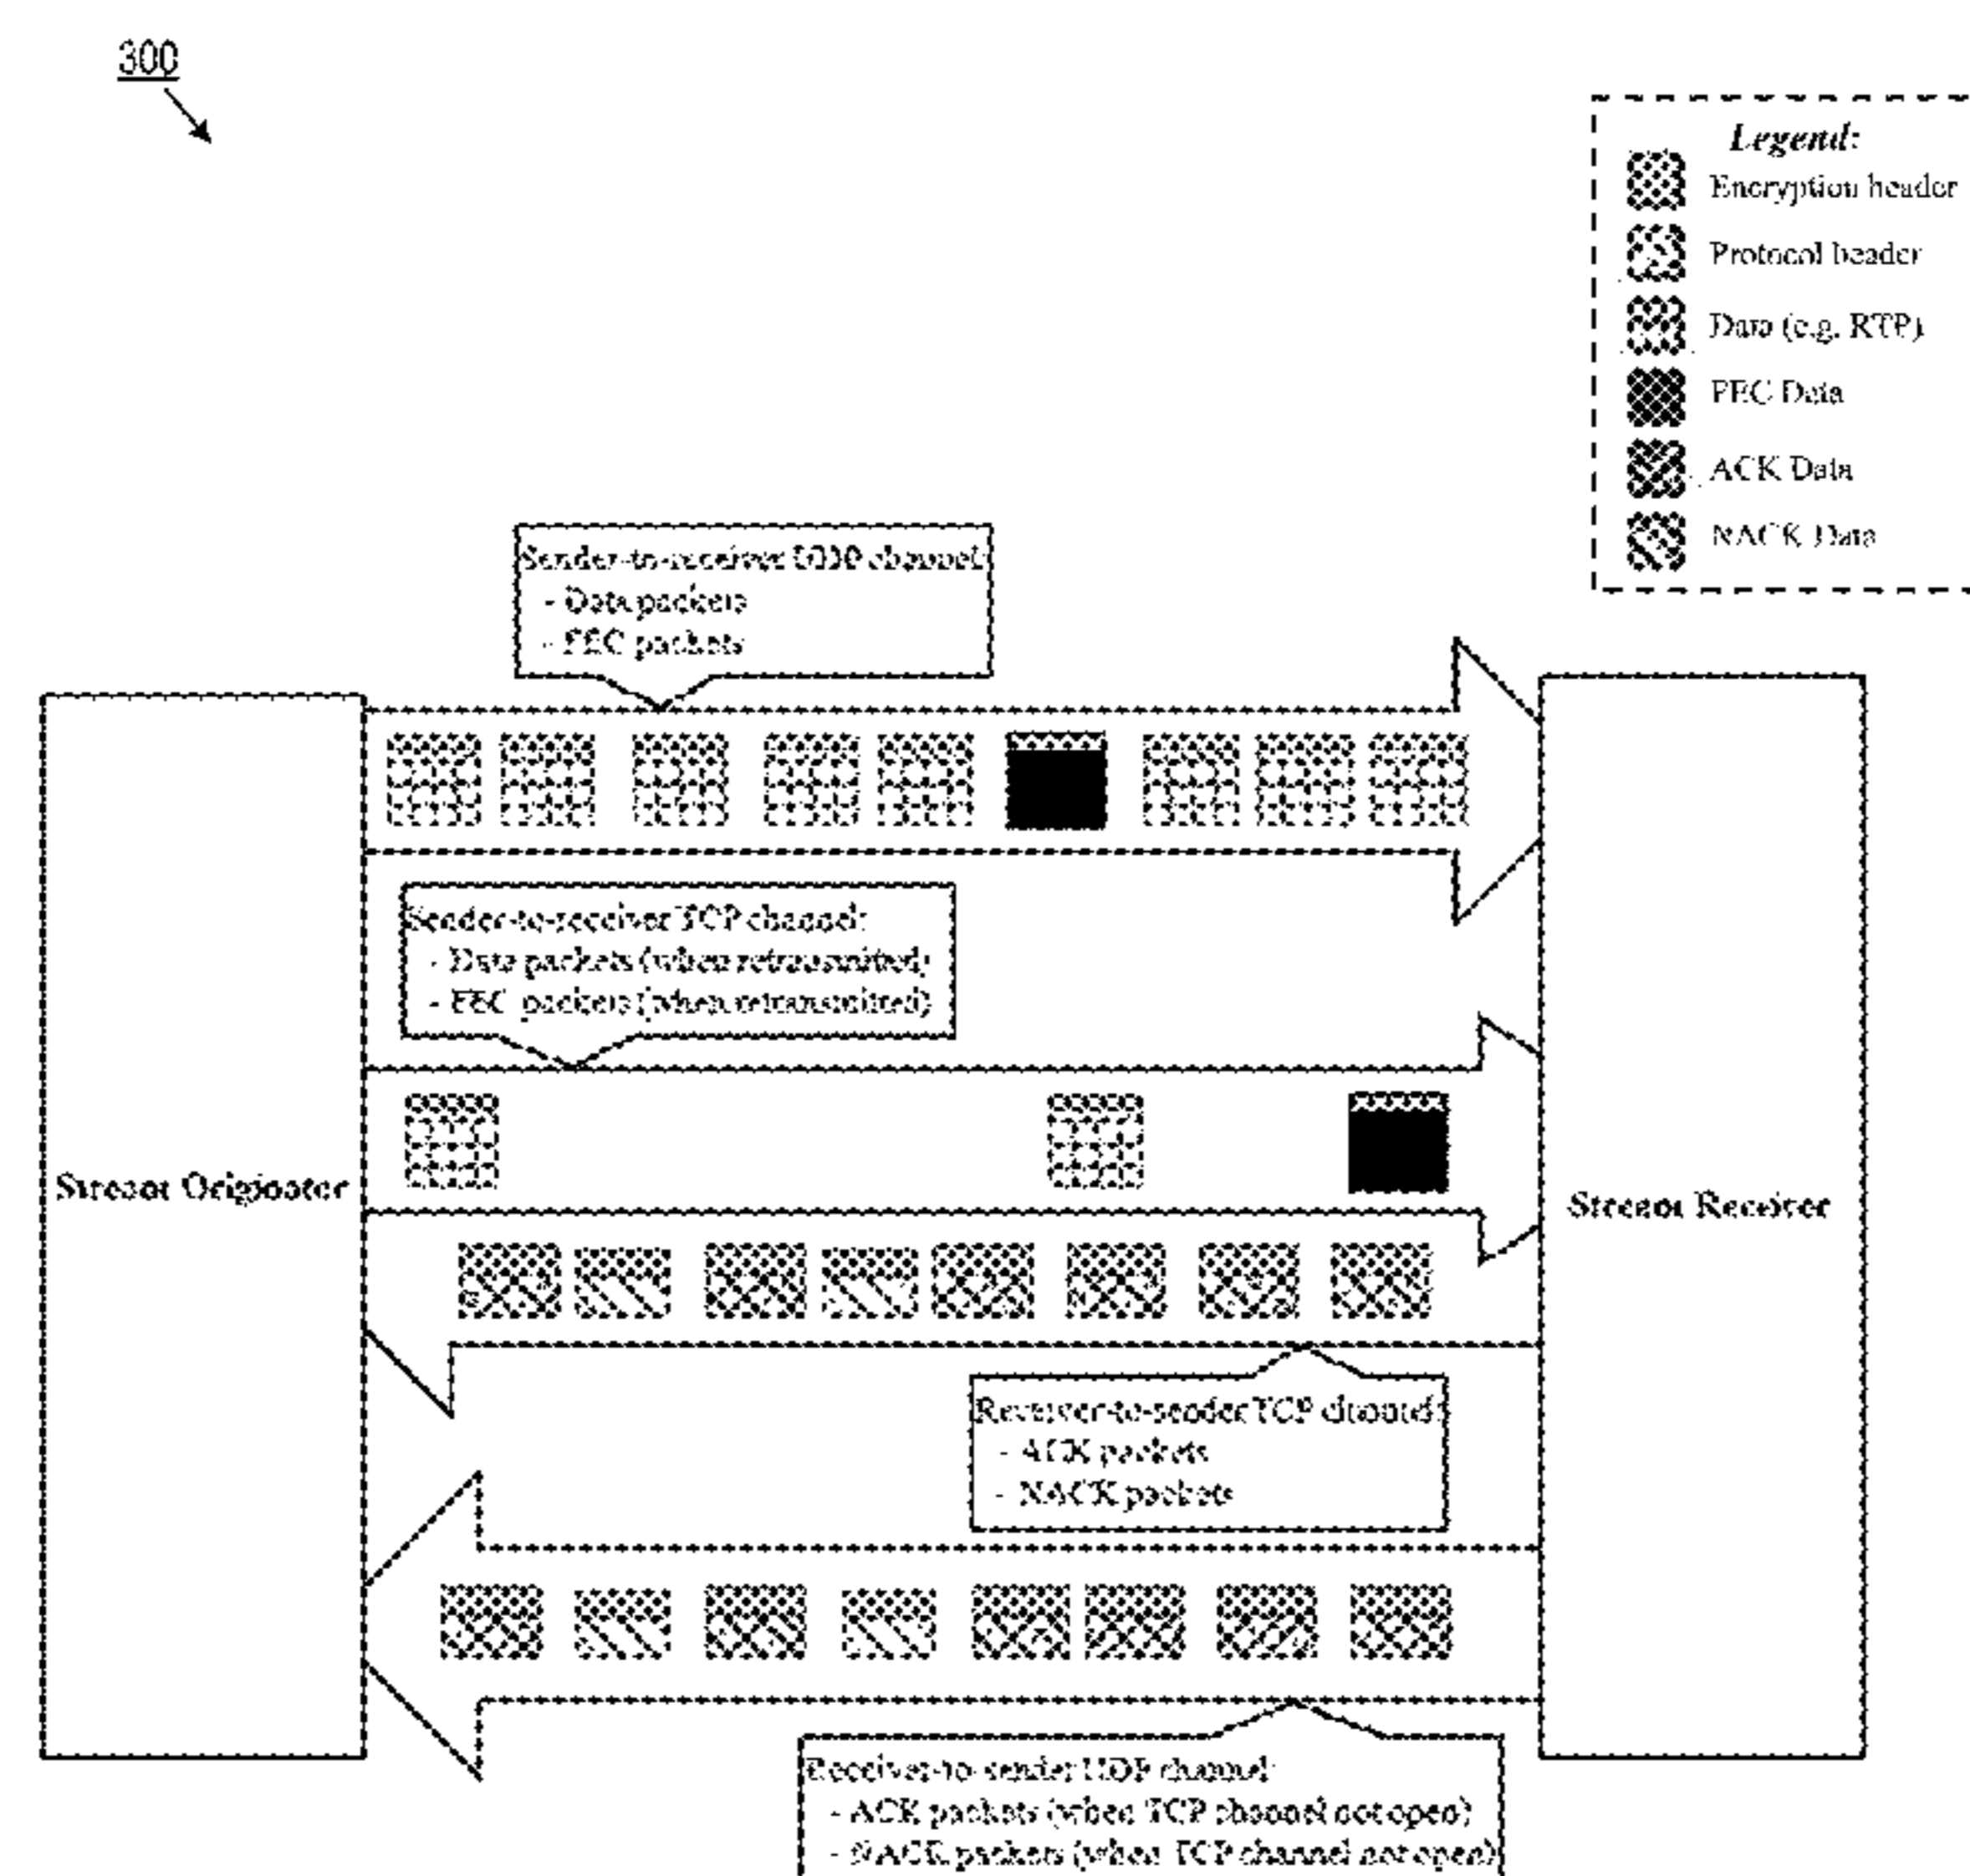 300
Legend:
Encryption header
Protocol header
Data (e.g. RTP)
FEC Data
ACK Data
NACK Data
Sender-to-receiver UDP channel:
- Data packets
- FEC packets
Sender-to-receiver TCP channel:
- Data packets (when retransmitted)
- FEC packets (when retransmitted)
Stream Originator
Stream Receiver
Receiver-to-sender TCP channel:
- ACK packets
- NACK packets
Receiver-to-sender UDP channel:
- ACK packets (when TCP channel not open)
- NACK packets (when TCP channel not open)